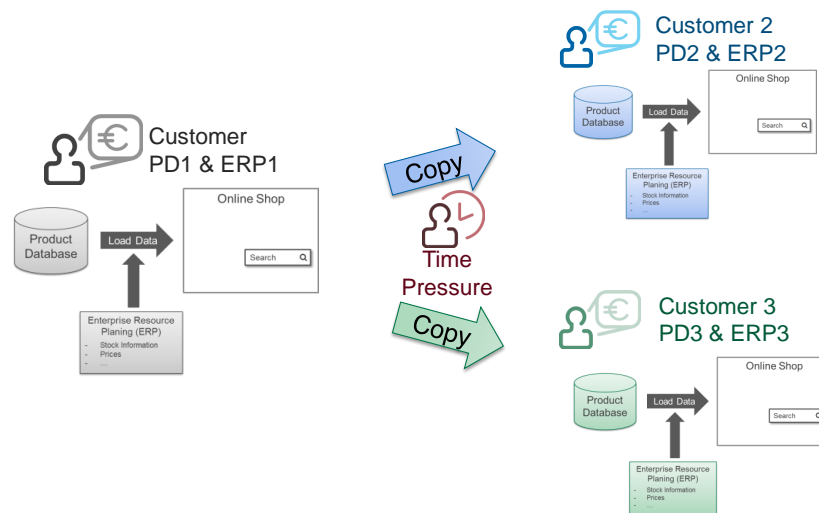 Customer
PD1 & ERP1
Online Shop
Product
Database
Load Data
Search
Enterprise Resource
Planing (ERP)
- Stock Information
- Prices
- ....
Copy
Time
Pressure
Copy
Customer 2
PD2 & ERP2
Online Shop
Product
Database
Load Data
Search
Enterprise Resource
Planing (ERP)
- Stock Information
- Prices
- ....
Customer 3
PD3 & ERP3
Online Shop
Product
Database
Load Data
Search
Enterprise Resource
Planing (ERP)
- Stock Information
- Prices
- ....